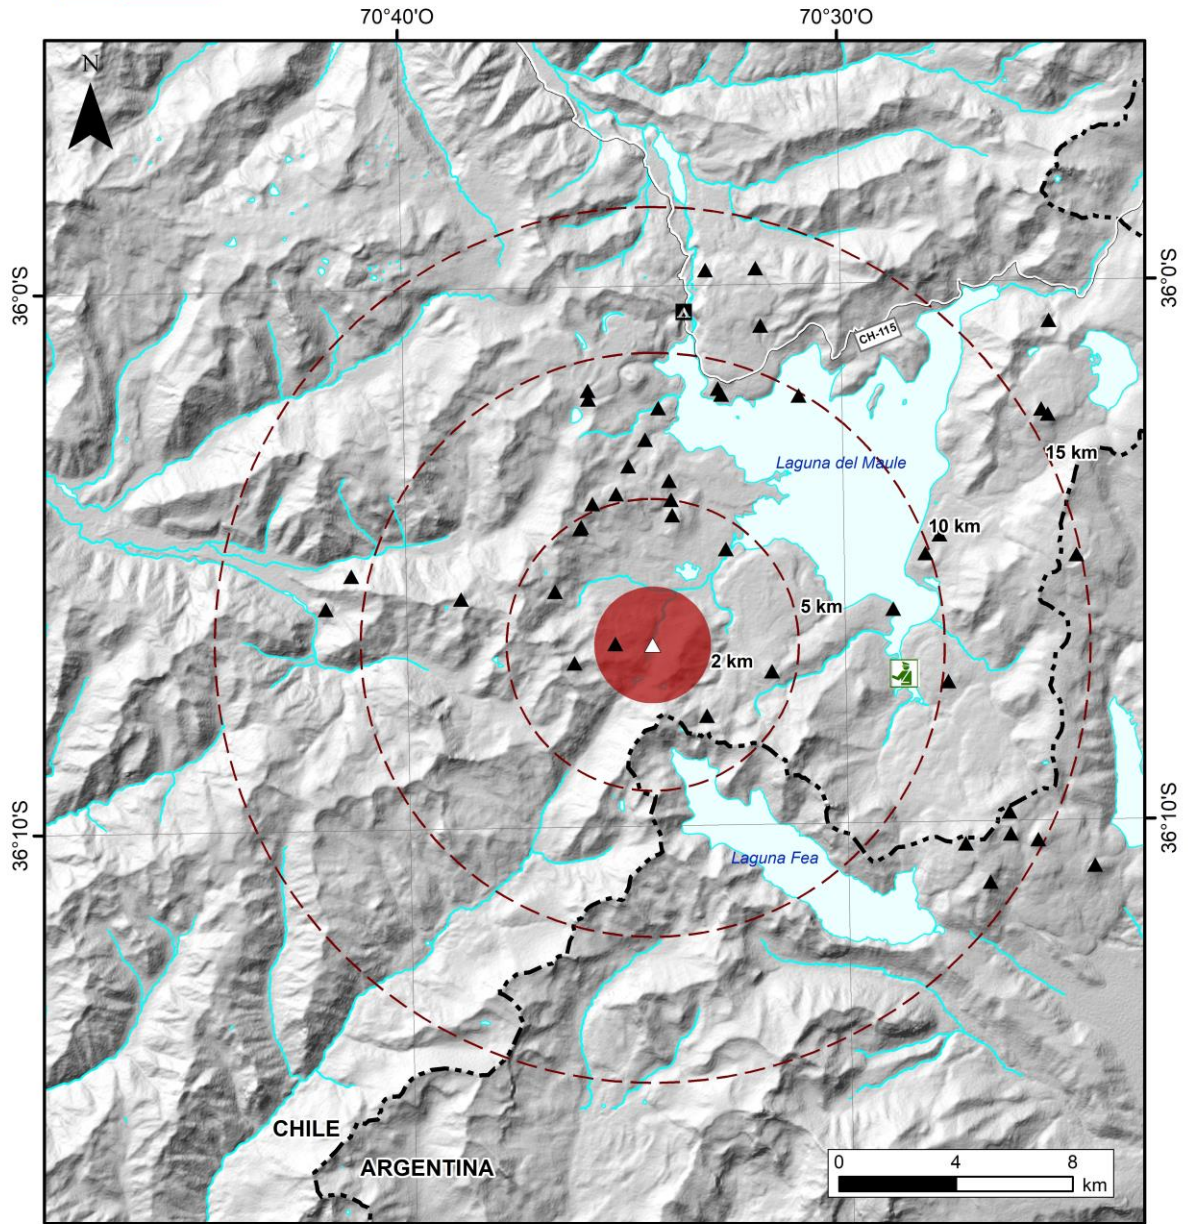 70°40'O
70°30'O
N
36°0'S
36°0'S
CH-115
15 km
Laguna del Maule
10 km
5 km
2 km
36°10'S
36°10'S
Laguna Fea
CHILE
ARGENTINA
0 4 8
km